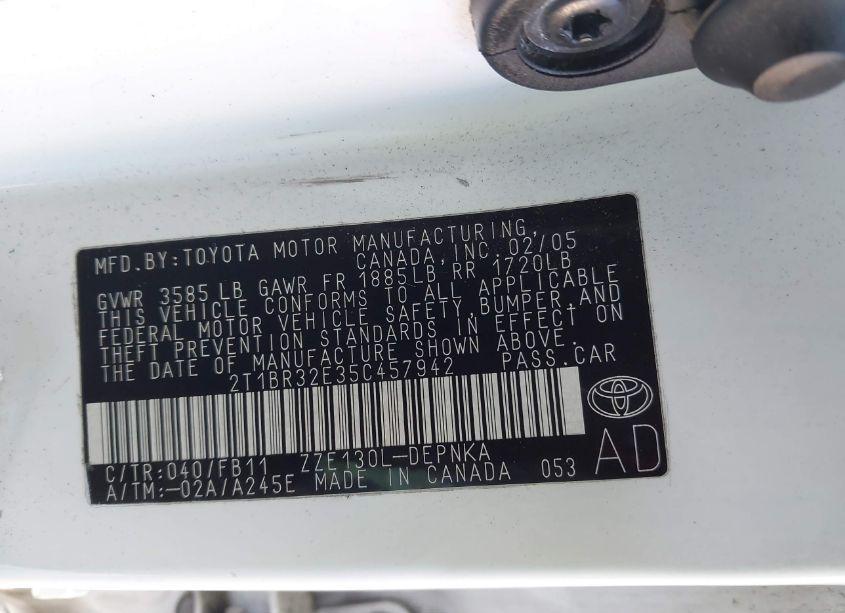 MFD.BY:TOYOTA MOTOR MANUFACTURING,
CANADA,INC. 02/05
GVWR 3585 LB GAWR FR 1885LB RR 1720LB
THIS VEHICLE CONFORMS TO ALL APPLICABLE
FEDERAL MOTOR VEHICLE SAFETY,BUMPER,AND
THEFT PREVENTION STANDARDS IN EFFECT ON
THE DATE OF MANUFACTURE SHOWN ABOVE.
2T1BR32E35C457942 PASS.CAR
C/TR:040/FB11 ZZE130L-DEPNKA
A/TM:-02A/A245E MADE IN CANADA 053
AD